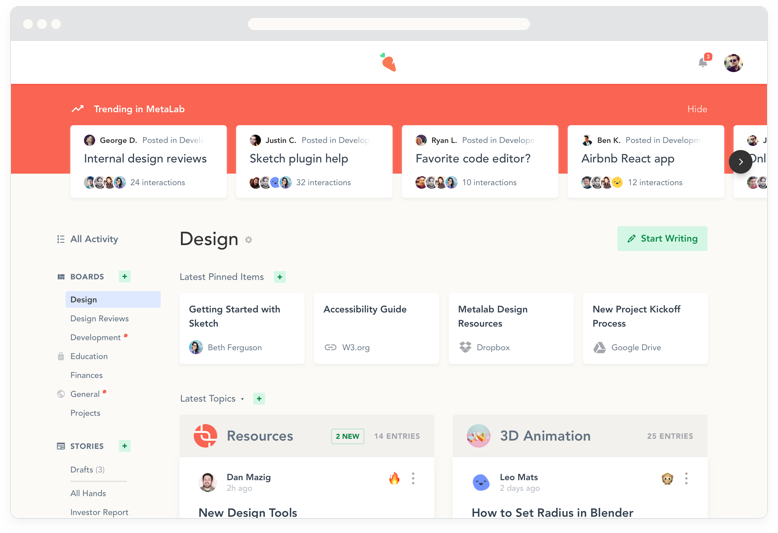 3
Trending in MetaLab
Hide
George D. Posted in Devel
Internal design reviews
24 interactions
Justin C. Posted in Develo
Sketch plugin help
32 interactions
Ryan L. Posted in Develop
Favorite code editor?
10 interactions
Ben K. Posted in Developm
Airbnb React app
12 interactions
All Activity
BOARDS
Design
Design Reviews
Development
Education
Finances
General
Projects
STORIES
Drafts (3)
All Hands
Investor Report
Design
Start Writing
Latest Pinned Items
Getting Started with
Sketch
Beth Ferguson
Accessibility Guide
W3.org
Metalab Design
Resources
Dropbox
New Project Kickoff
Process
Google Drive
Latest Topics
Resources
2 NEW
14 ENTRIES
Dan Mazig
2h ago
New Design Tools
3D Animation
25 ENTRIES
Leo Mats
2 days ago
How to Set Radius in Blender